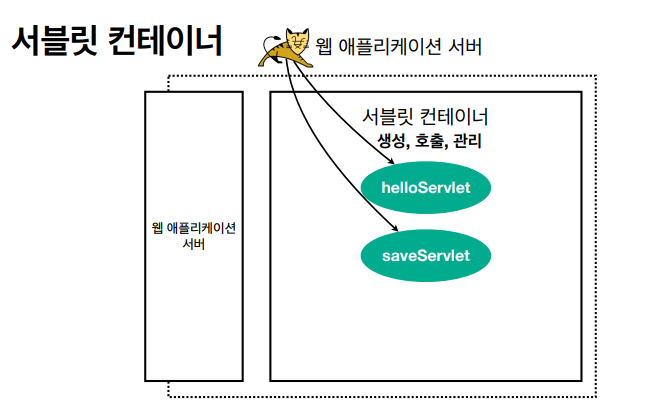 서블릿 컨테이너
웹 애플리케이션 서버
서블릿 컨테이너
생성, 호출, 관리
helloServlet
웹 애플리케이션
서버
saveServlet